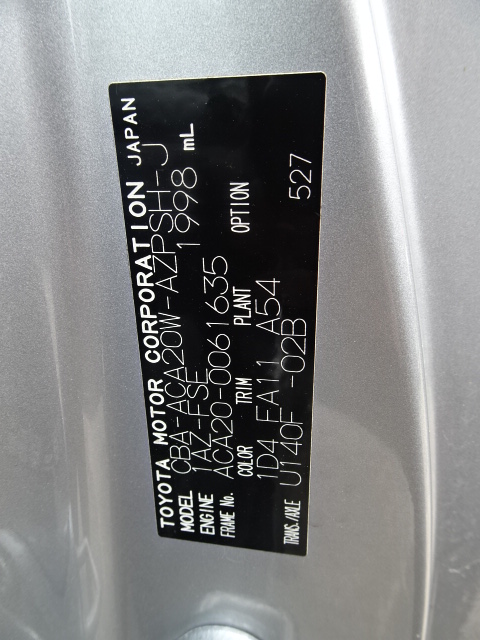 TOYOTA MOTOR CORPORATION JAPAN
MODEL CBA-ACA20W-AZPSH-J
ENGINE 1AZ-FSE 1998 mL
FRAME No. ACA20-0061635
COLOR TRIM PLANT OPTION
1D4 FA11 A54
TRANS./AXLE U140F -02B 527